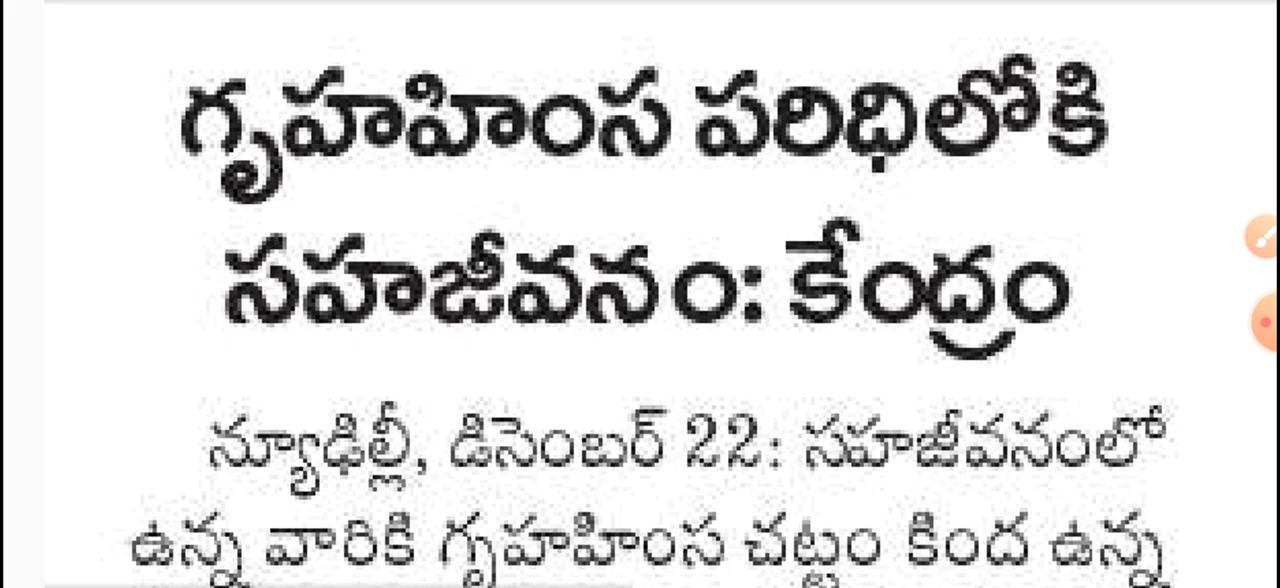 గృహహింస పరిధిలోకి
సహజీవనం: కేంద్రం
న్యూఢిల్లీ, డిసెంబర్ 22: సహజీవనంలో
ఉన్న వారికి గృహహింస చట్టం కింద ఉన్న